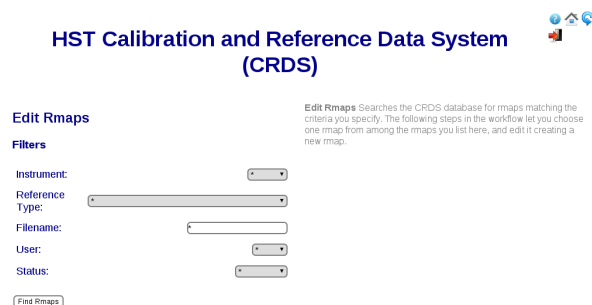 HST Calibration and Reference Data System
(CRDS)
Edit Rmaps
Filters
Instrument: *
Reference
Type: *
Filename: *
User: *
Status: *
Find Rmaps
Edit Rmaps Searches the CRDS database for rmaps matching the
criteria you specify. The following steps in the workflow let you choose
one rmap from among the rmaps you list here, and edit it creating a
new rmap.